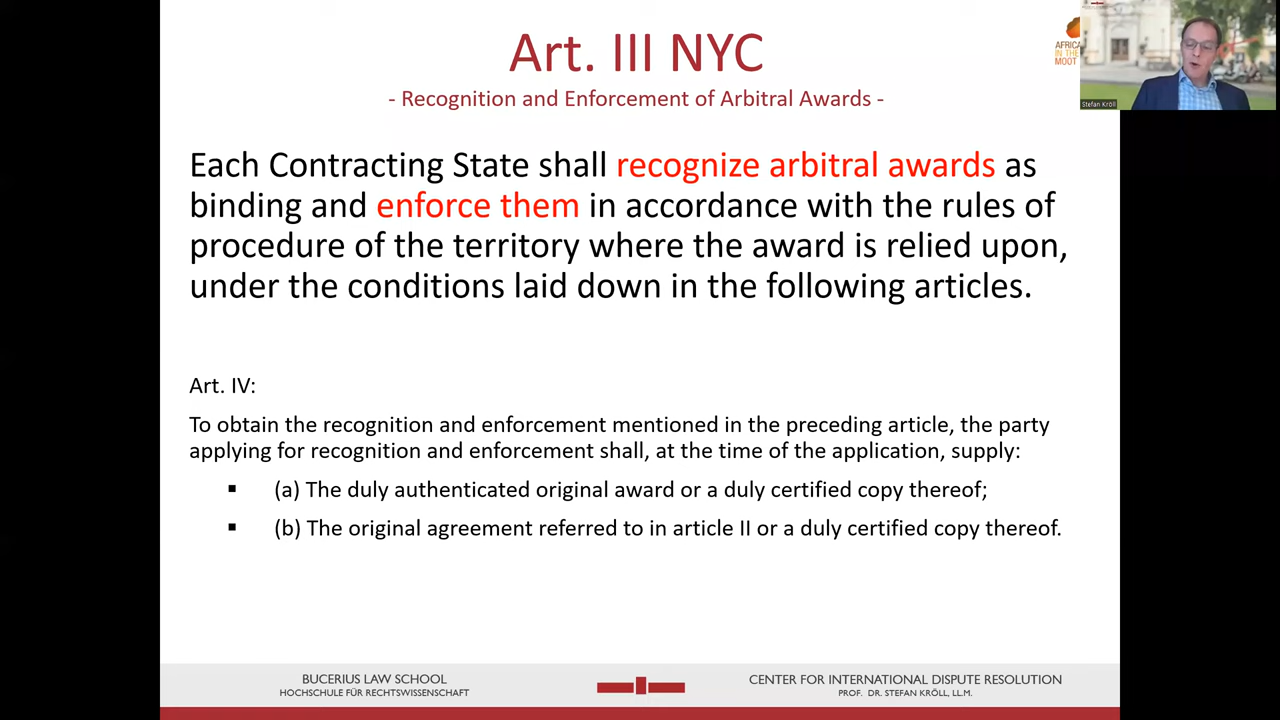 Art. III NYC
- Recognition and Enforcement of Arbitral Awards -
AFRICA
IN THE
MOOT
Stefan Kröll
Each Contracting State shall recognize arbitral awards as
binding and enforce them in accordance with the rules of
procedure of the territory where the award is relied upon,
under the conditions laid down in the following articles.
Art. IV:
To obtain the recognition and enforcement mentioned in the preceding article, the party
applying for recognition and enforcement shall, at the time of the application, supply:
▪ (a) The duly authenticated original award or a duly certified copy thereof;
▪ (b) The original agreement referred to in article II or a duly certified copy thereof.
BUCERIUS LAW SCHOOL
HOCHSCHULE FÜR RECHTSWISSENSCHAFT
CENTER FOR INTERNATIONAL DISPUTE RESOLUTION
PROF. DR. STEFAN KRÖLL, LL.M.